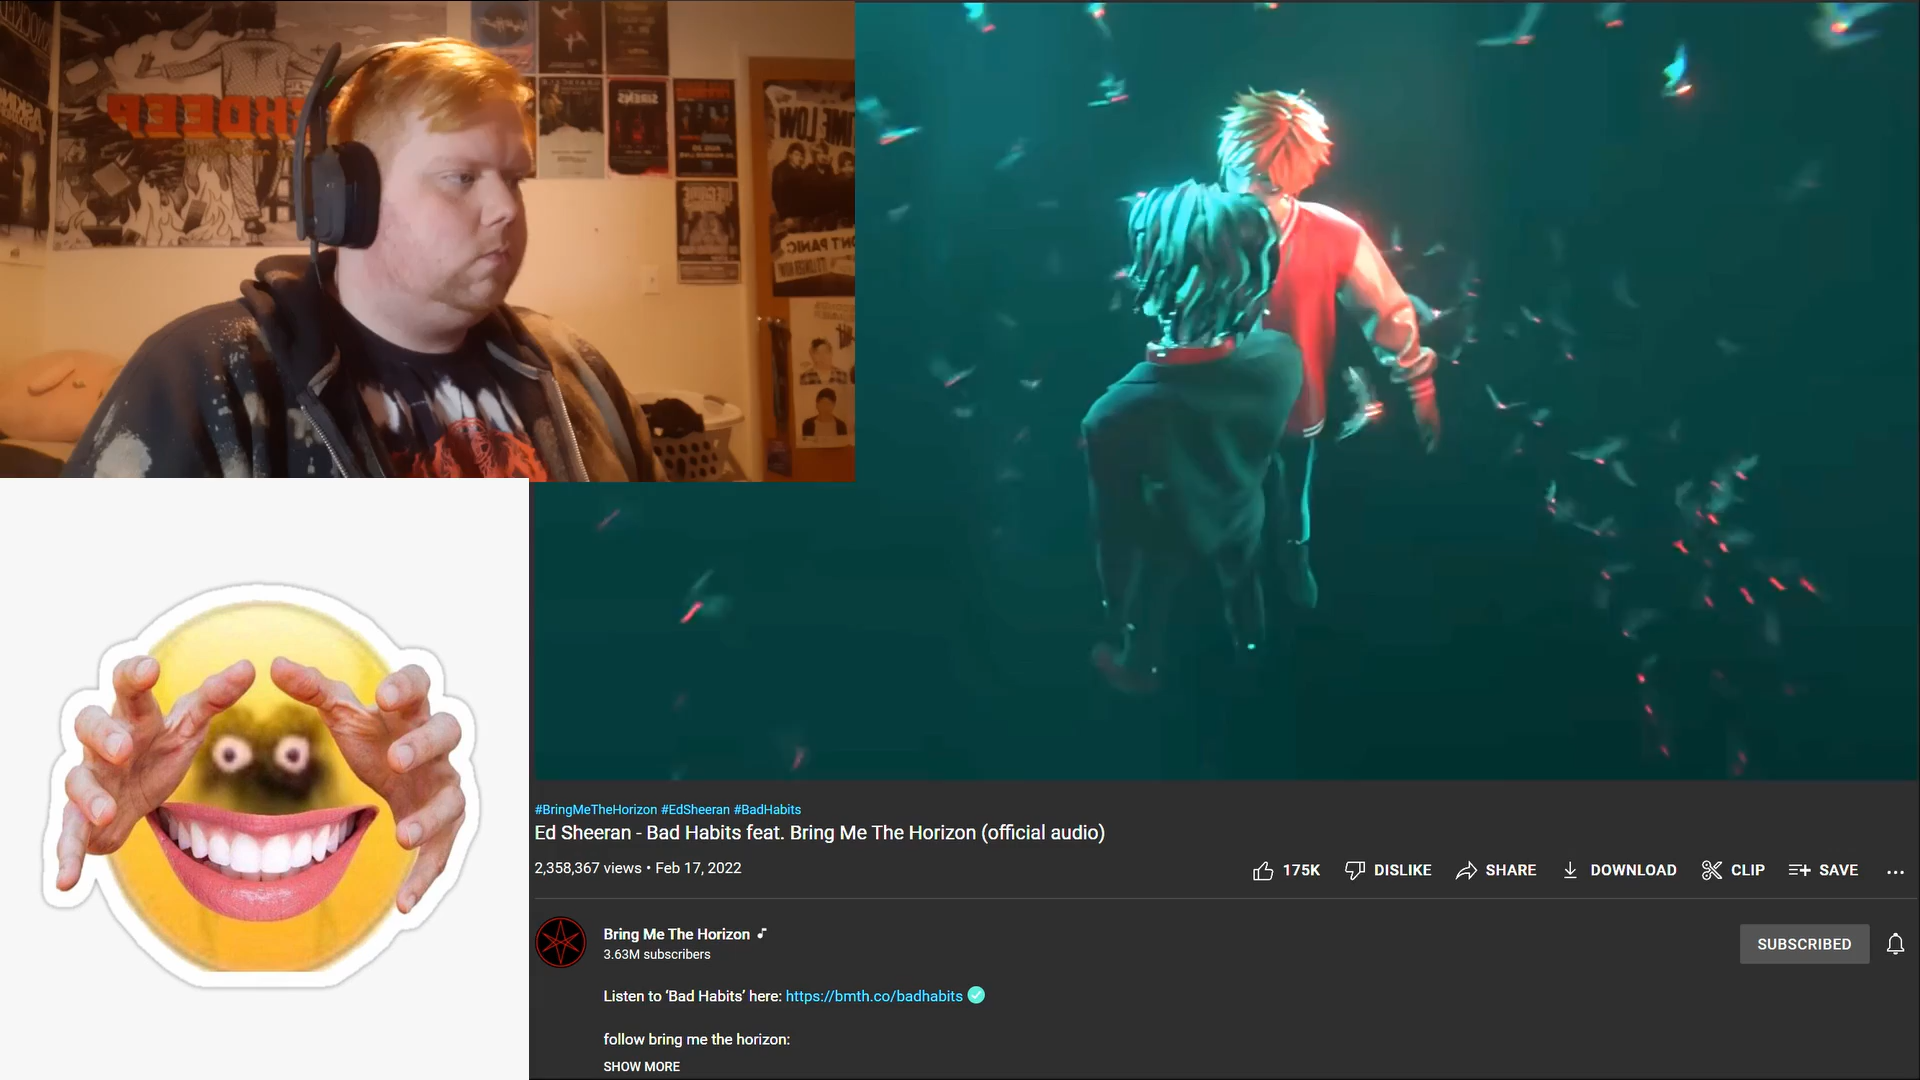 SIRENS
#BringMeTheHorizon #EdSheeran #BadHabits
Ed Sheeran - Bad Habits feat. Bring Me The Horizon (official audio)
2,358,367 views • Feb 17, 2022
175K DISLIKE SHARE DOWNLOAD CLIP SAVE ...
Bring Me The Horizon
3.63M subscribers
SUBSCRIBED
Listen to ‘Bad Habits’ here: https://bmth.co/badhabits
follow bring me the horizon:
SHOW MORE